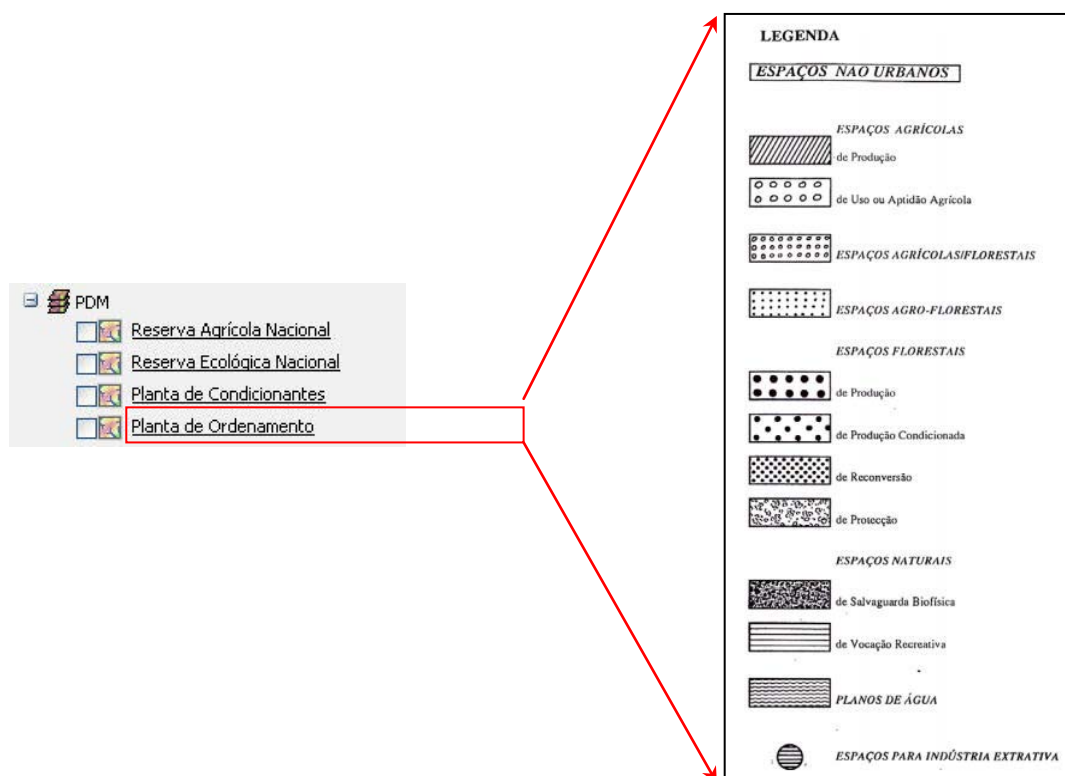 PDM
Reserva Agrícola Nacional
Reserva Ecológica Nacional
Planta de Condicionantes
Planta de Ordenamento
LEGENDA
ESPAÇOS NAO URBANOS
ESPAÇOS AGRÍCOLAS
de Produção
de Uso ou Aptidão Agrícola
ESPAÇOS AGRÍCOLAS/FLORESTAIS
ESPAÇOS AGRO-FLORESTAIS
ESPAÇOS FLORESTAIS
de Produção
de Produção Condicionada
de Reconversão
de Protecção
ESPAÇOS NATURAIS
de Salvaguarda Biofísica
de Vocação Recreativa
PLANOS DE ÁGUA
ESPAÇOS PARA INDÚSTRIA EXTRATIVA